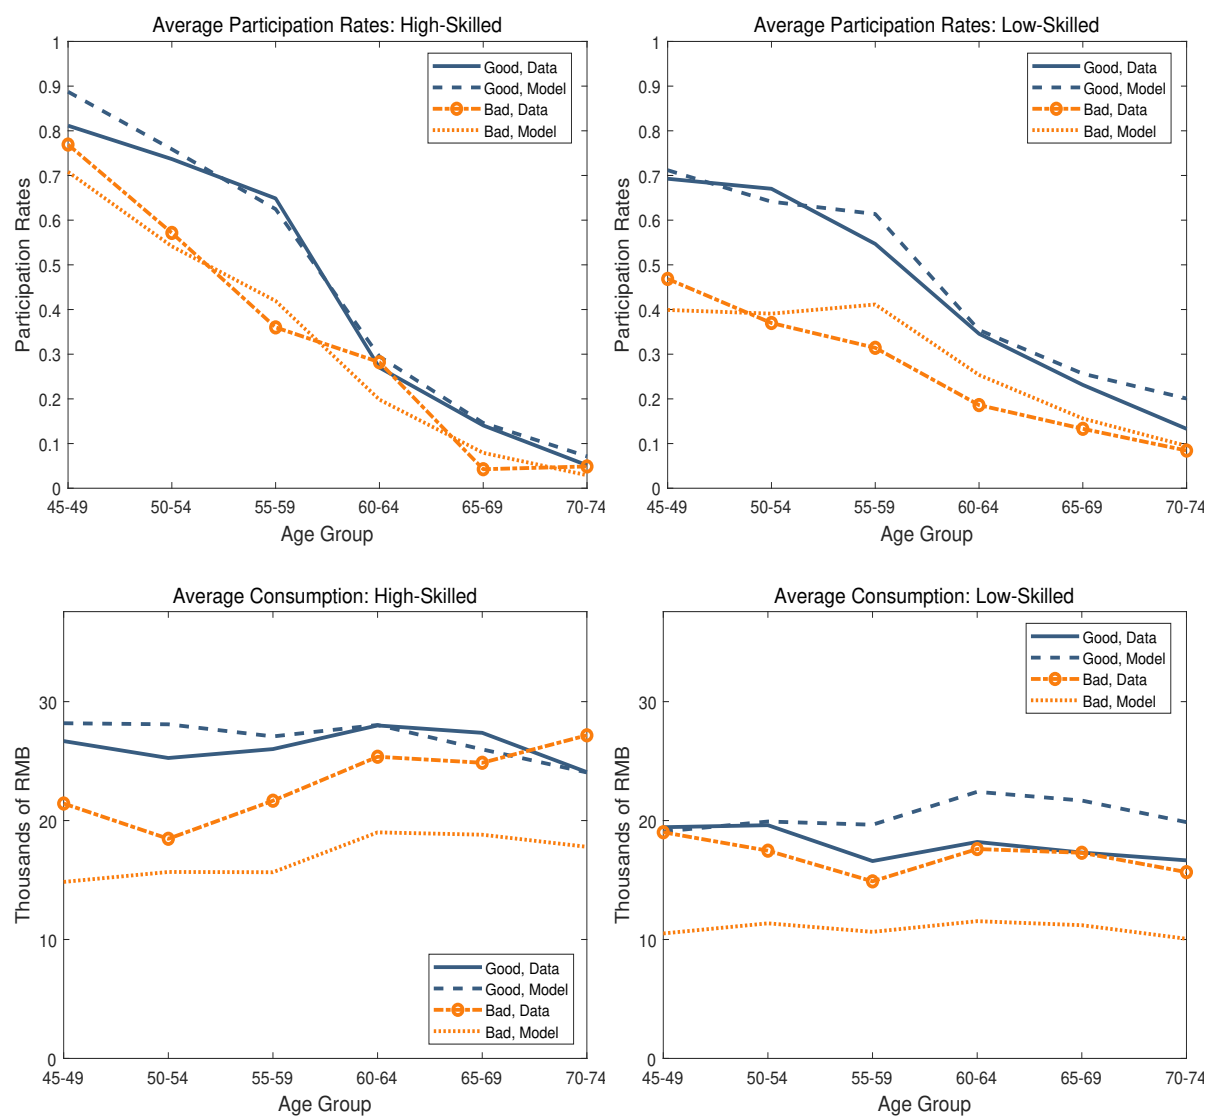 Average Participation Rates: High-Skilled
1
0.9
0.8
0.7
0.6
0.5
0.4
0.3
0.2
0.1
0
Participation Rates
Good, Data
Good, Model
Bad, Data
Bad, Model
45-49 50-54 55-59 60-64 65-69 70-74
Age Group
Average Participation Rates: Low-Skilled
1
0.9
0.8
0.7
0.6
0.5
0.4
0.3
0.2
0.1
0
Participation Rates
Good, Data
Good, Model
Bad, Data
Bad, Model
45-49 50-54 55-59 60-64 65-69 70-74
Age Group
Average Consumption: High-Skilled
30
20
10
0
Thousands of RMB
Good, Data
Good, Model
Bad, Data
Bad, Model
45-49 50-54 55-59 60-64 65-69 70-74
Age Group
Average Consumption: Low-Skilled
30
20
10
0
Thousands of RMB
Good, Data
Good, Model
Bad, Data
Bad, Model
45-49 50-54 55-59 60-64 65-69 70-74
Age Group